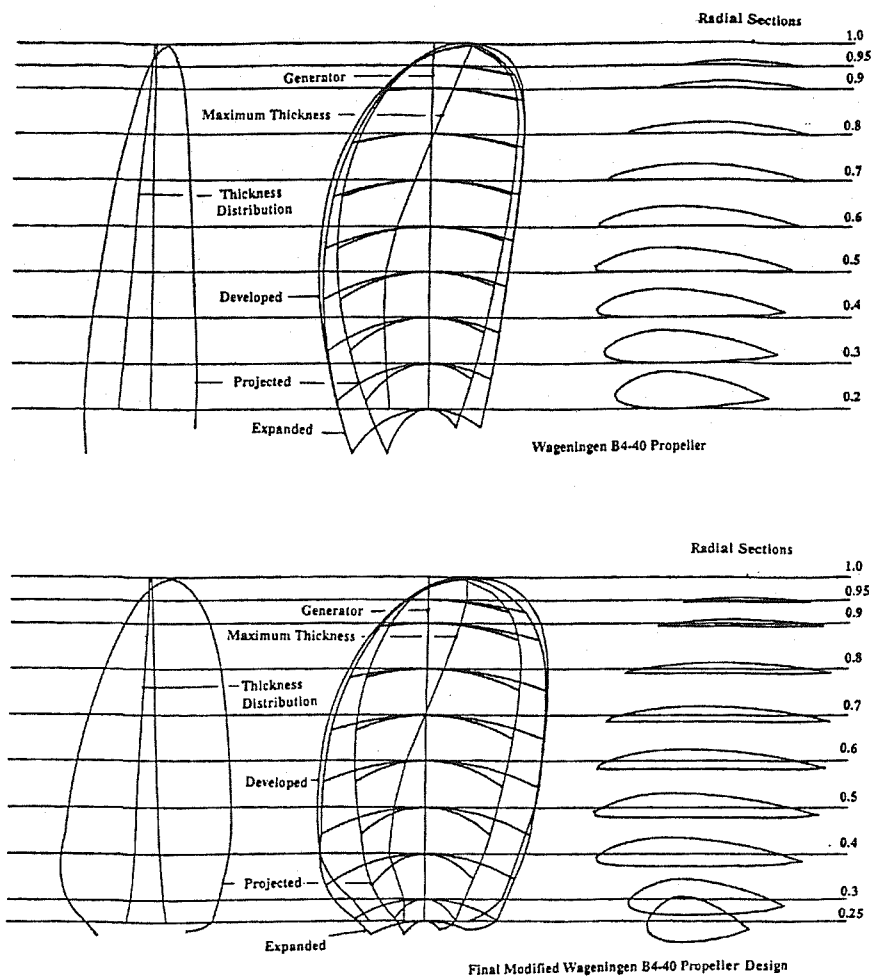 Radial Sections
1.0
0.95
0.9
0.8
0.7
0.6
0.5
0.4
0.3
0.2
Generator
Maximum Thickness
Thickness
Distribution
Developed
Projected
Expanded
Wageningen B4-40 Propeller
Radial Sections
1.0
0.95
0.9
0.8
0.7
0.6
0.5
0.4
0.3
0.25
Generator
Maximum Thickness
Thickness
Distribution
Developed
Projected
Expanded
Final Modified Wageningen B4-40 Propeller Design